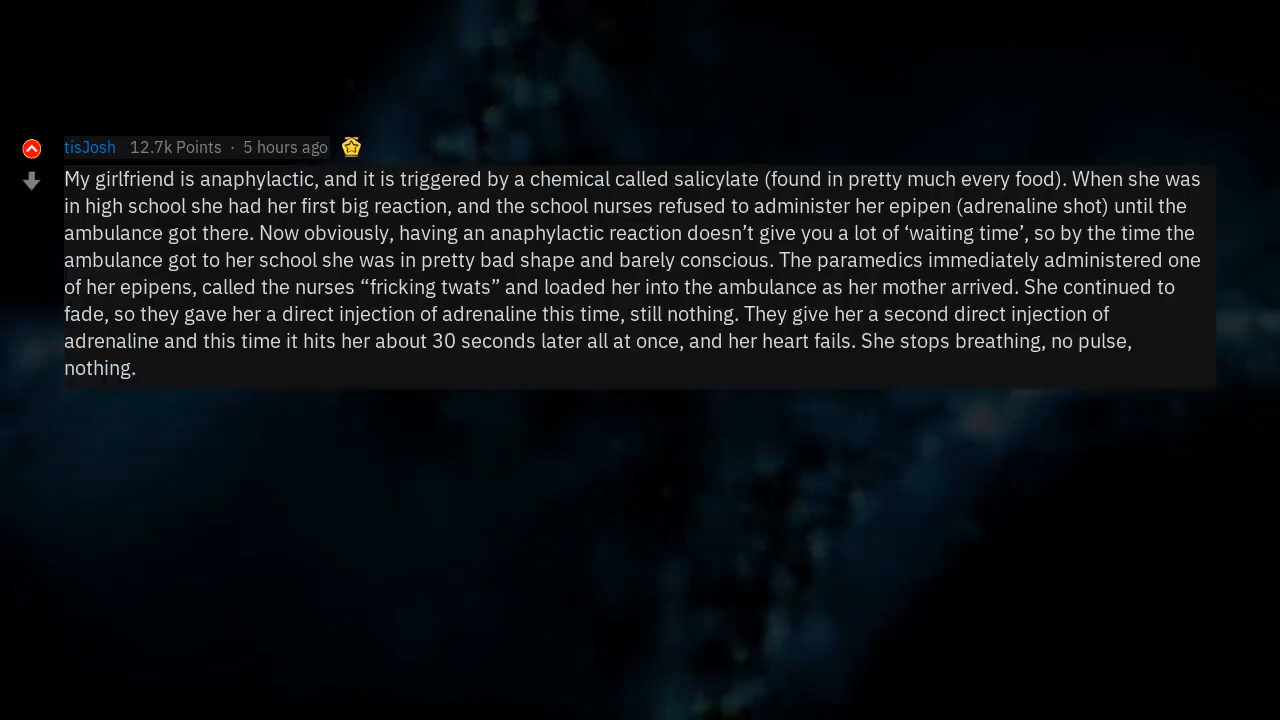 tisJosh 12.7k Points · 5 hours ago
My girlfriend is anaphylactic, and it is triggered by a chemical called salicylate (found in pretty much every food). When she was
in high school she had her first big reaction, and the school nurses refused to administer her epipen (adrenaline shot) until the
ambulance got there. Now obviously, having an anaphylactic reaction doesn’t give you a lot of ‘waiting time’, so by the time the
ambulance got to her school she was in pretty bad shape and barely conscious. The paramedics immediately administered one
of her epipens, called the nurses “fricking twats” and loaded her into the ambulance as her mother arrived. She continued to
fade, so they gave her a direct injection of adrenaline this time, still nothing. They give her a second direct injection of
adrenaline and this time it hits her about 30 seconds later all at once, and her heart fails. She stops breathing, no pulse,
nothing.